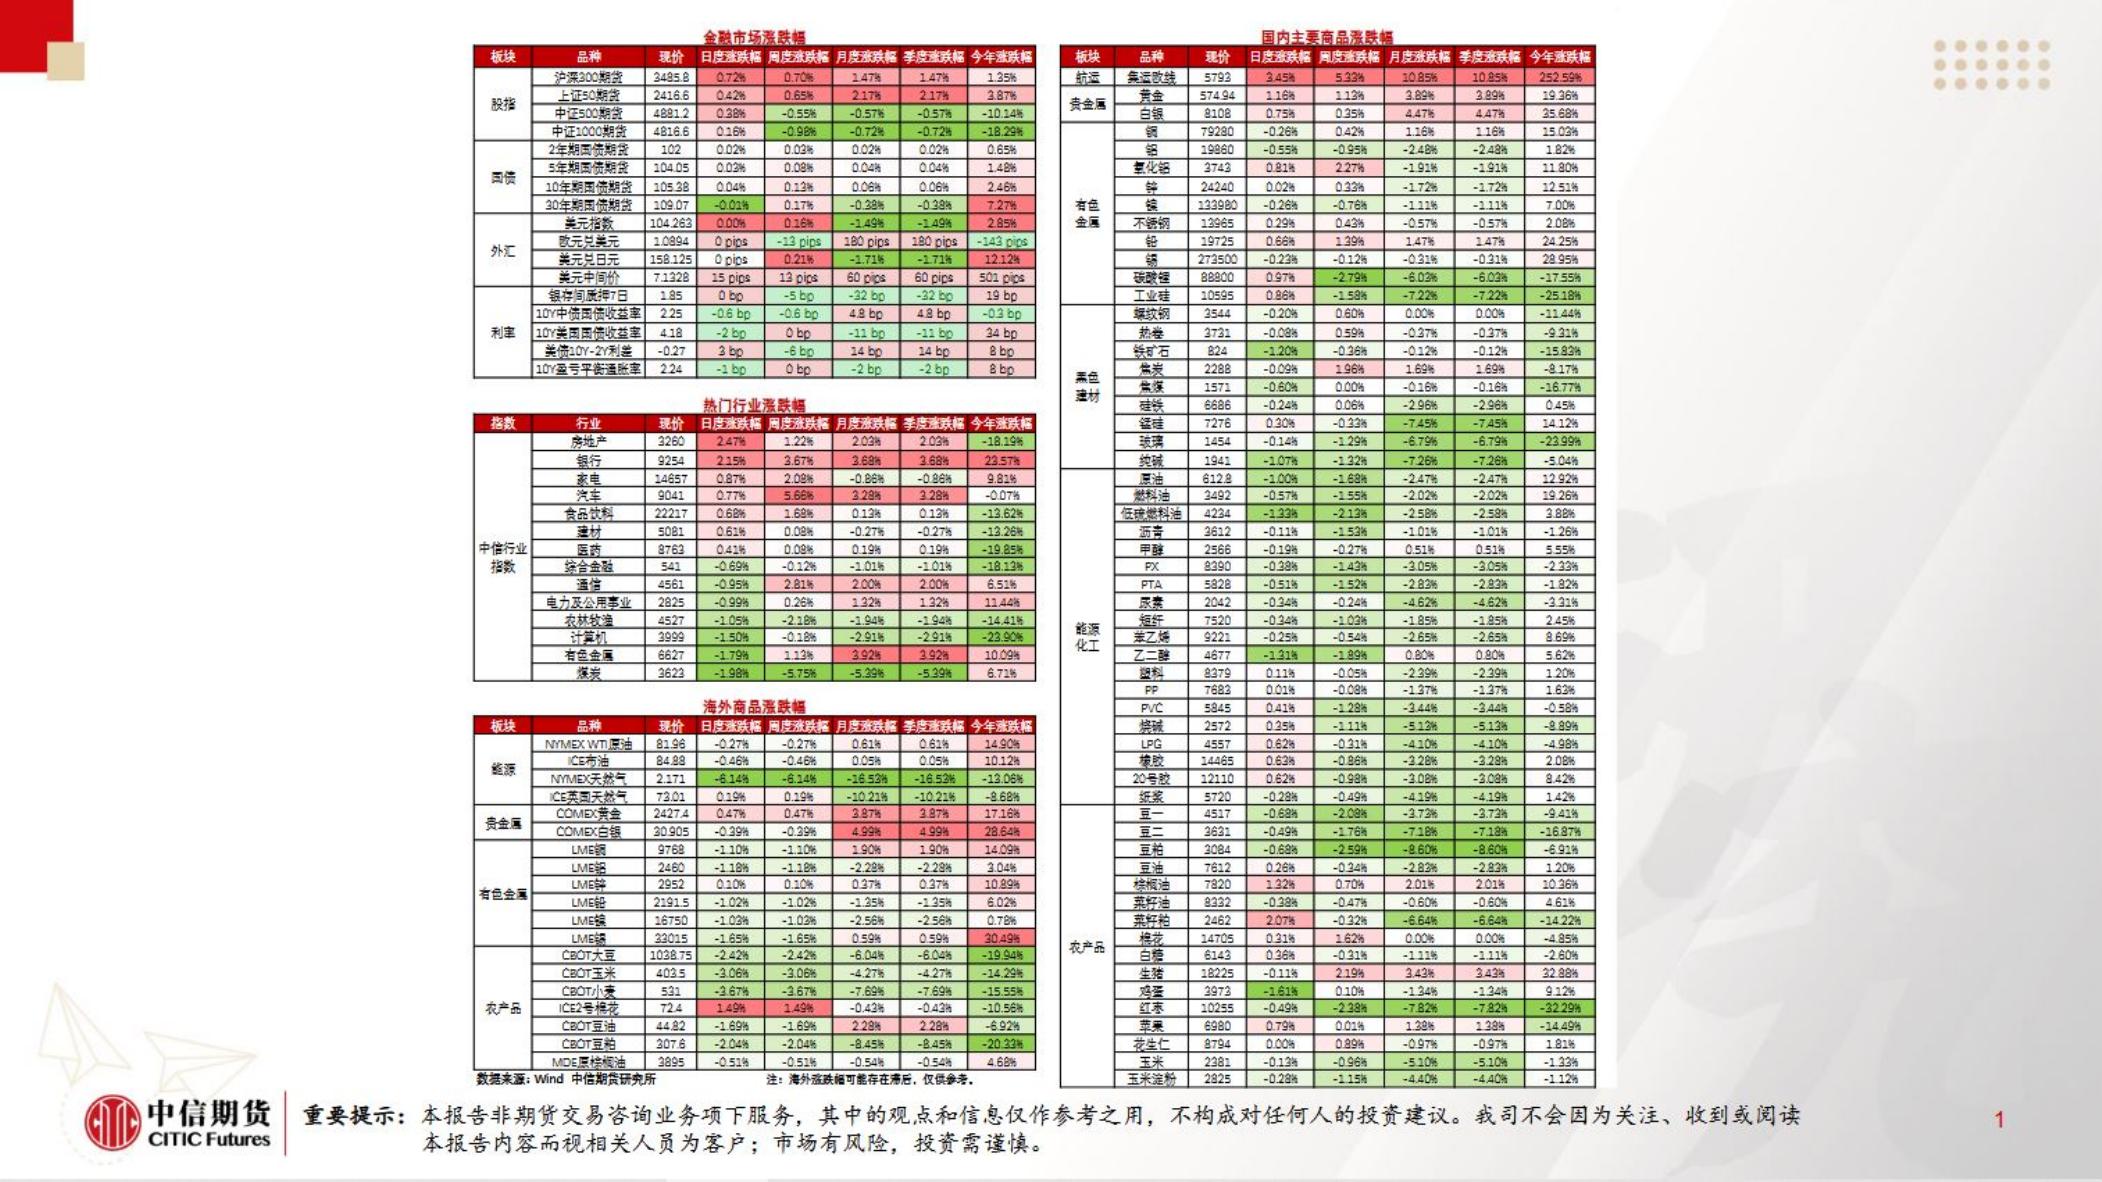 金融市场涨跌幅
板块 品种 现价 日度涨跌幅 周度涨跌幅 月度涨跌幅 季度涨跌幅 今年涨跌幅
股指 沪深300期货 3485.8 0.72% 0.70% 1.47% 1.47% 1.35%
上证50期货 2416.6 0.42% 0.65% 2.17% 2.17% 3.87%
中证500期货 4881.2 0.38% -0.55% -0.57% -0.57% -10.14%
中证1000期货 4816.6 0.16% -0.98% -0.72% -0.72% -18.29%
国债 2年期国债期货 102 0.02% 0.03% 0.02% 0.02% 0.65%
5年期国债期货 104.05 0.03% 0.08% 0.04% 0.04% 1.48%
10年期国债期货 105.38 0.04% 0.13% 0.06% 0.06% 2.46%
30年期国债期货 109.07 -0.01% 0.17% -0.38% -0.38% 7.27%
外汇 美元指数 104.263 0.00% 0.16% -1.49% -1.49% 2.85%
欧元兑美元 1.0894 0 pips -13 pips 180 pips 180 pips -143 pips
美元兑日元 158.125 0 pips 0.21% -1.71% -1.71% 12.12%
美元中间价 7.1328 15 pips 13 pips 60 pips 60 pips 501 pips
利率 银存间质押7日 1.85 0 bp -5 bp -32 bp -32 bp 19 bp
10Y中债国债收益率 2.25 -0.6 bp -0.6 bp 4.8 bp 4.8 bp -0.3 bp
10Y美国国债收益率 4.18 -2 bp 0 bp -11 bp -11 bp 34 bp
美债10Y-2Y利差 -0.27 3 bp -6 bp 14 bp 14 bp 8 bp
10Y盈亏平衡通胀率 2.24 -1 bp 0 bp -2 bp -2 bp 8 bp
热门行业涨跌幅
指数 行业 现价 日度涨跌幅 周度涨跌幅 月度涨跌幅 季度涨跌幅 今年涨跌幅
中信行业指数 房地产 3260 2.47% 1.22% 2.03% 2.03% -18.19%
银行 9254 2.15% 3.67% 3.68% 3.68% 23.57%
家电 14657 0.87% 2.08% -0.86% -0.86% 9.81%
汽车 9041 0.77% 5.66% 3.28% 3.28% -0.07%
食品饮料 22217 0.68% 1.68% 0.13% 0.13% -13.62%
建材 5081 0.61% 0.08% -0.27% -0.27% -13.26%
医药 8763 0.41% 0.08% 0.19% 0.19% -19.85%
综合金融 541 -0.69% -0.12% -1.01% -1.01% -18.13%
通信 4561 -0.95% 2.81% 2.00% 2.00% 6.51%
电力及公用事业 2825 -0.99% 0.26% 1.32% 1.32% 11.44%
农林牧渔 4527 -1.05% -2.18% -1.94% -1.94% -14.41%
计算机 3999 -1.50% -0.18% -2.91% -2.91% -23.90%
有色金属 6627 -1.79% 1.13% 3.92% 3.92% 10.09%
煤炭 3623 -1.98% -5.75% -5.39% -5.39% 6.71%
海外商品涨跌幅
板块 品种 现价 日度涨跌幅 周度涨跌幅 月度涨跌幅 季度涨跌幅 今年涨跌幅
能源 NYMEX WTI原油 81.96 -0.27% -0.27% 0.61% 0.61% 14.90%
ICE布油 84.88 -0.46% -0.46% 0.05% 0.05% 10.12%
NYMEX天然气 2.171 -6.14% -6.14% -16.53% -16.53% -13.06%
ICE英国天然气 73.01 0.19% 0.19% -10.21% -10.21% -8.68%
贵金属 COMEX黄金 2427.4 0.47% 0.47% 3.87% 3.87% 17.16%
COMEX白银 30.905 -0.39% -0.39% 4.99% 4.99% 28.64%
有色金属 LME铜 9768 -1.10% -1.10% 1.90% 1.90% 14.09%
LME铝 2460 -1.18% -1.18% -2.28% -2.28% 3.04%
LME锌 2952 0.10% 0.10% 0.37% 0.37% 10.89%
LME铅 2191.5 -1.02% -1.02% -1.35% -1.35% 6.02%
LME镍 16750 -1.03% -1.03% -2.56% -2.56% 0.78%
LME锡 33015 -1.65% -1.65% 0.59% 0.59% 30.49%
农产品 CBOT大豆 1038.75 -2.42% -2.42% -6.04% -6.04% -19.94%
CBOT玉米 403.5 -3.06% -3.06% -4.27% -4.27% -14.29%
CBOT小麦 531 -3.67% -3.67% -7.69% -7.69% -15.55%
ICE2号棉花 72.4 1.49% 1.49% -0.43% -0.43% -10.56%
CBOT豆油 44.82 -1.69% -1.69% 2.28% 2.28% -6.92%
CBOT豆粕 307.6 -2.04% -2.04% -8.45% -8.45% -20.33%
MDE原棕榈油 3895 -0.51% -0.51% -0.54% -0.54% 4.68%
数据来源：Wind 中信期货研究所 注：海外涨跌幅可能存在滞后，仅供参考。
国内主要商品涨跌幅
板块 品种 现价 日度涨跌幅 周度涨跌幅 月度涨跌幅 季度涨跌幅 今年涨跌幅
航运 集运欧线 5793 3.45% 5.33% 10.85% 10.85% 252.59%
贵金属 黄金 574.94 1.16% 1.13% 3.89% 3.89% 19.36%
白银 8108 0.75% 0.35% 4.47% 4.47% 35.68%
有色金属 铜 79280 -0.26% 0.42% 1.16% 1.16% 15.03%
铝 19860 -0.55% -0.95% -2.48% -2.48% 1.82%
氧化铝 3743 0.81% 2.27% -1.91% -1.91% 11.80%
锌 24240 0.02% 0.33% -1.72% -1.72% 12.51%
镍 133980 -0.26% -0.76% -1.11% -1.11% 7.00%
不锈钢 13965 0.29% 0.43% -0.57% -0.57% 2.08%
铅 19725 0.66% 1.39% 1.47% 1.47% 24.25%
锡 273500 -0.23% -0.12% -0.31% -0.31% 28.95%
碳酸锂 88800 0.97% -2.79% -6.03% -6.03% -17.55%
工业硅 10595 0.86% -1.58% -7.22% -7.22% -25.18%
黑色建材 螺纹钢 3544 -0.20% 0.60% 0.00% 0.00% -11.44%
热卷 3731 -0.08% 0.59% -0.37% -0.37% -9.31%
铁矿石 824 -1.20% -0.36% -0.12% -0.12% -15.83%
焦炭 2288 -0.09% 1.96% 1.69% 1.69% -8.17%
焦煤 1571 -0.60% 0.00% -0.16% -0.16% -16.77%
硅铁 6686 -0.24% 0.06% -2.96% -2.96% 0.45%
锰硅 7276 0.30% -0.33% -7.45% -7.45% 14.12%
玻璃 1454 -0.14% -1.29% -6.79% -6.79% -23.99%
纯碱 1941 -1.07% -1.32% -7.26% -7.26% -5.04%
能源化工 原油 612.8 -1.00% -1.68% -2.47% -2.47% 12.92%
燃料油 3492 -0.57% -1.55% -2.02% -2.02% 19.26%
低硫燃料油 4234 -1.33% -2.13% -2.58% -2.58% 3.88%
沥青 3612 -0.11% -1.53% -1.01% -1.01% -1.26%
甲醇 2566 -0.19% -0.27% 0.51% 0.51% 5.55%
PX 8390 -0.38% -1.43% -3.05% -3.05% -2.33%
PTA 5828 -0.51% -1.52% -2.83% -2.83% -1.82%
尿素 2042 -0.34% -0.24% -4.62% -4.62% -3.31%
短纤 7520 -0.34% -1.03% -1.85% -1.85% 2.45%
苯乙烯 9221 -0.25% -0.54% -2.65% -2.65% 8.69%
乙二醇 4677 -1.31% -1.89% 0.80% 0.80% 5.62%
塑料 8379 0.11% -0.05% -2.39% -2.39% 1.20%
PP 7683 0.01% -0.08% -1.37% -1.37% 1.63%
PVC 5845 0.41% -1.28% -3.44% -3.44% -0.58%
烧碱 2572 0.35% -1.11% -5.13% -5.13% -8.89%
LPG 4557 0.62% -0.31% -4.10% -4.10% -4.98%
橡胶 14465 0.63% -0.86% -3.28% -3.28% 2.08%
20号胶 12110 0.62% -0.98% -3.08% -3.08% 8.42%
纸浆 5720 -0.28% -0.49% -4.19% -4.19% 1.42%
农产品 豆一 4517 -0.68% -2.08% -3.73% -3.73% -9.41%
豆二 3631 -0.49% -1.76% -7.18% -7.18% -16.87%
豆粕 3084 -0.68% -2.59% -8.60% -8.60% -6.91%
豆油 7612 0.26% -0.34% -2.83% -2.83% 1.20%
棕榈油 7820 1.32% 0.70% 2.01% 2.01% 10.36%
菜籽油 8332 -0.38% -0.47% -0.60% -0.60% 4.61%
菜籽粕 2462 2.07% -0.32% -6.64% -6.64% -14.22%
棉花 14705 0.31% 1.62% 0.00% 0.00% -4.85%
白糖 6143 0.36% -0.31% -1.11% -1.11% -2.60%
生猪 18225 -0.11% 2.19% 3.43% 3.43% 32.88%
鸡蛋 3973 -1.61% 0.10% -1.34% -1.34% 9.12%
红枣 10255 -0.49% -2.38% -7.82% -7.82% -32.29%
苹果 6980 0.79% 0.01% 1.38% 1.38% -14.49%
花生仁 8794 0.00% 0.89% -0.97% -0.97% 1.81%
玉米 2381 -0.13% -0.96% -5.10% -5.10% -1.33%
玉米淀粉 2825 -0.28% -1.15% -4.40% -4.40% -1.12%
中信期货
CITIC Futures
重要提示：本报告非期货交易咨询业务项下服务，其中的观点和信息仅作参考之用，不构成对任何人的投资建议。我司不会因为关注、收到或阅读
本报告内容而视相关人员为客户；市场有风险，投资需谨慎。
1